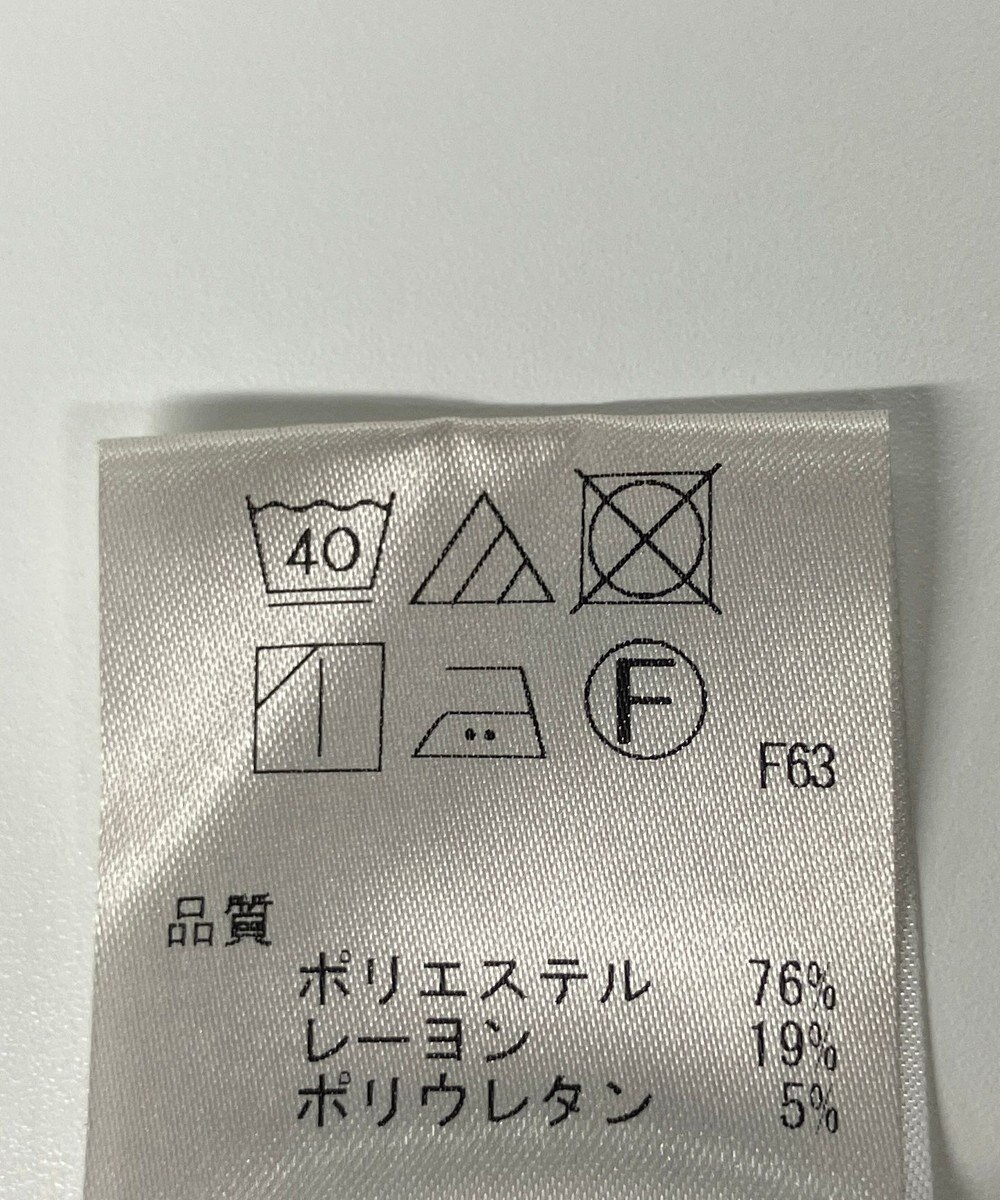 40
F
F63
品質
ポリエステル 76%
レーヨン 19%
ポリウレタン 5%